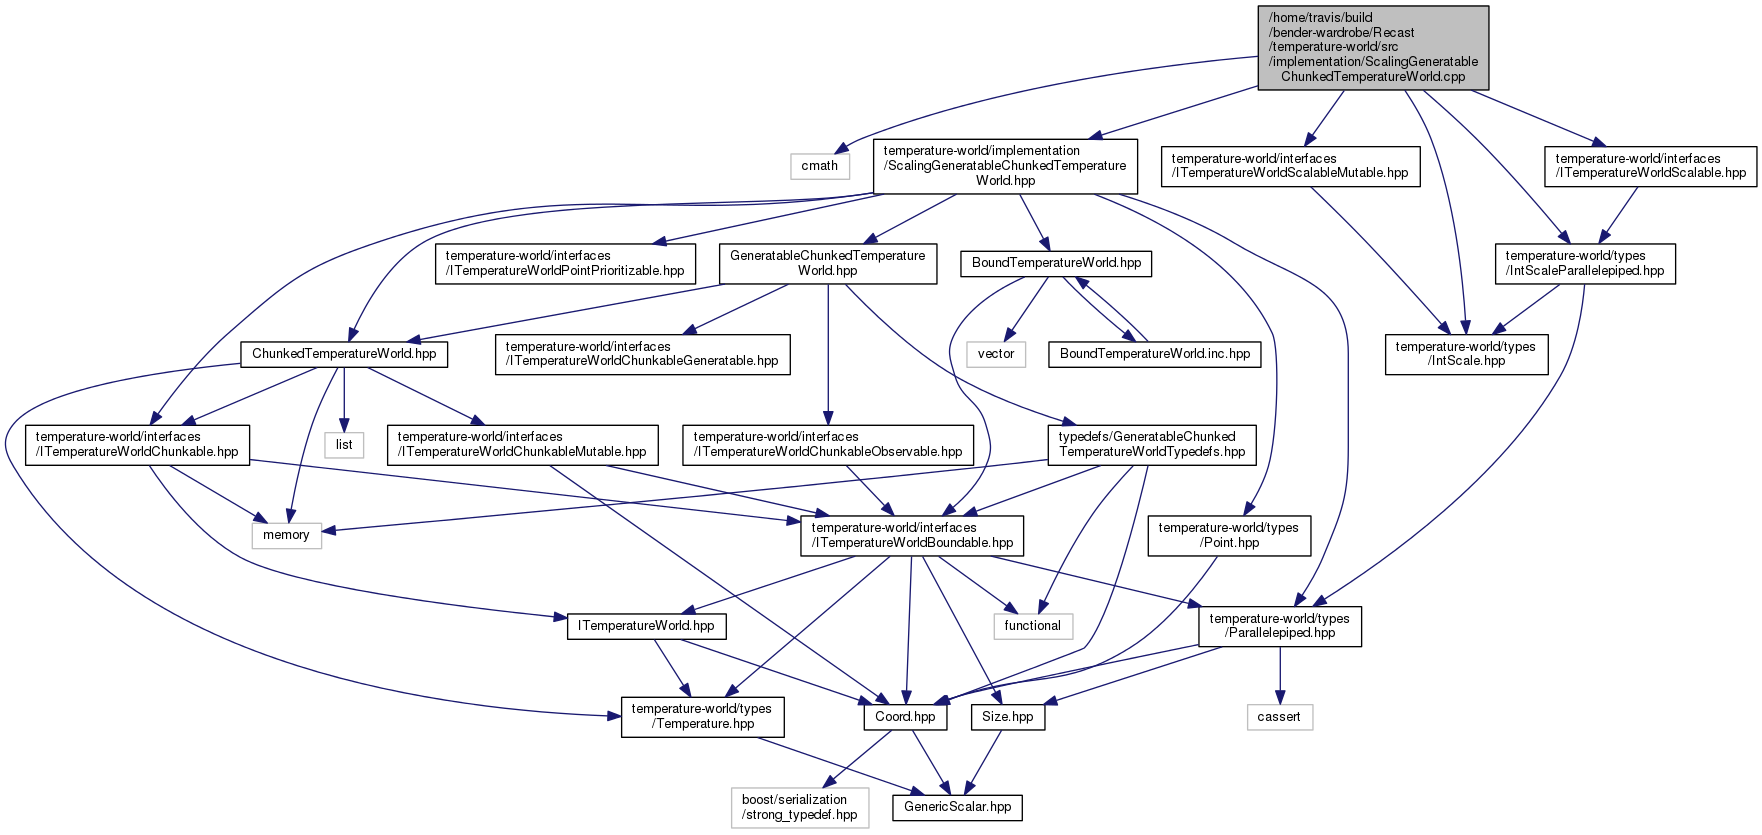 /home/travis/build
/bender-wardrobe/Recast
/temperature-world/src
/implementation/ScalingGeneratable
ChunkedTemperatureWorld.cpp
cmath
temperature-world/implementation
/ScalingGeneratableChunkedTemperature
World.hpp
temperature-world/interfaces
/ITemperatureWorldScalableMutable.hpp
temperature-world/interfaces
/ITemperatureWorldScalable.hpp
temperature-world/interfaces
/ITemperatureWorldPointPrioritizable.hpp
GeneratableChunkedTemperature
World.hpp
BoundTemperatureWorld.hpp
temperature-world/types
/IntScaleParallelepiped.hpp
ChunkedTemperatureWorld.hpp
temperature-world/interfaces
/ITemperatureWorldChunkableGeneratable.hpp
vector
BoundTemperatureWorld.inc.hpp
temperature-world/types
/IntScale.hpp
temperature-world/interfaces
/ITemperatureWorldChunkable.hpp
list
temperature-world/interfaces
/ITemperatureWorldChunkableMutable.hpp
temperature-world/interfaces
/ITemperatureWorldChunkableObservable.hpp
typedefs/GeneratableChunked
TemperatureWorldTypedefs.hpp
memory
temperature-world/interfaces
/ITemperatureWorldBoundable.hpp
temperature-world/types
/Point.hpp
ITemperatureWorld.hpp
functional
temperature-world/types
/Parallelepiped.hpp
temperature-world/types
/Temperature.hpp
Coord.hpp
Size.hpp
cassert
boost/serialization
/strong_typedef.hpp
GenericScalar.hpp